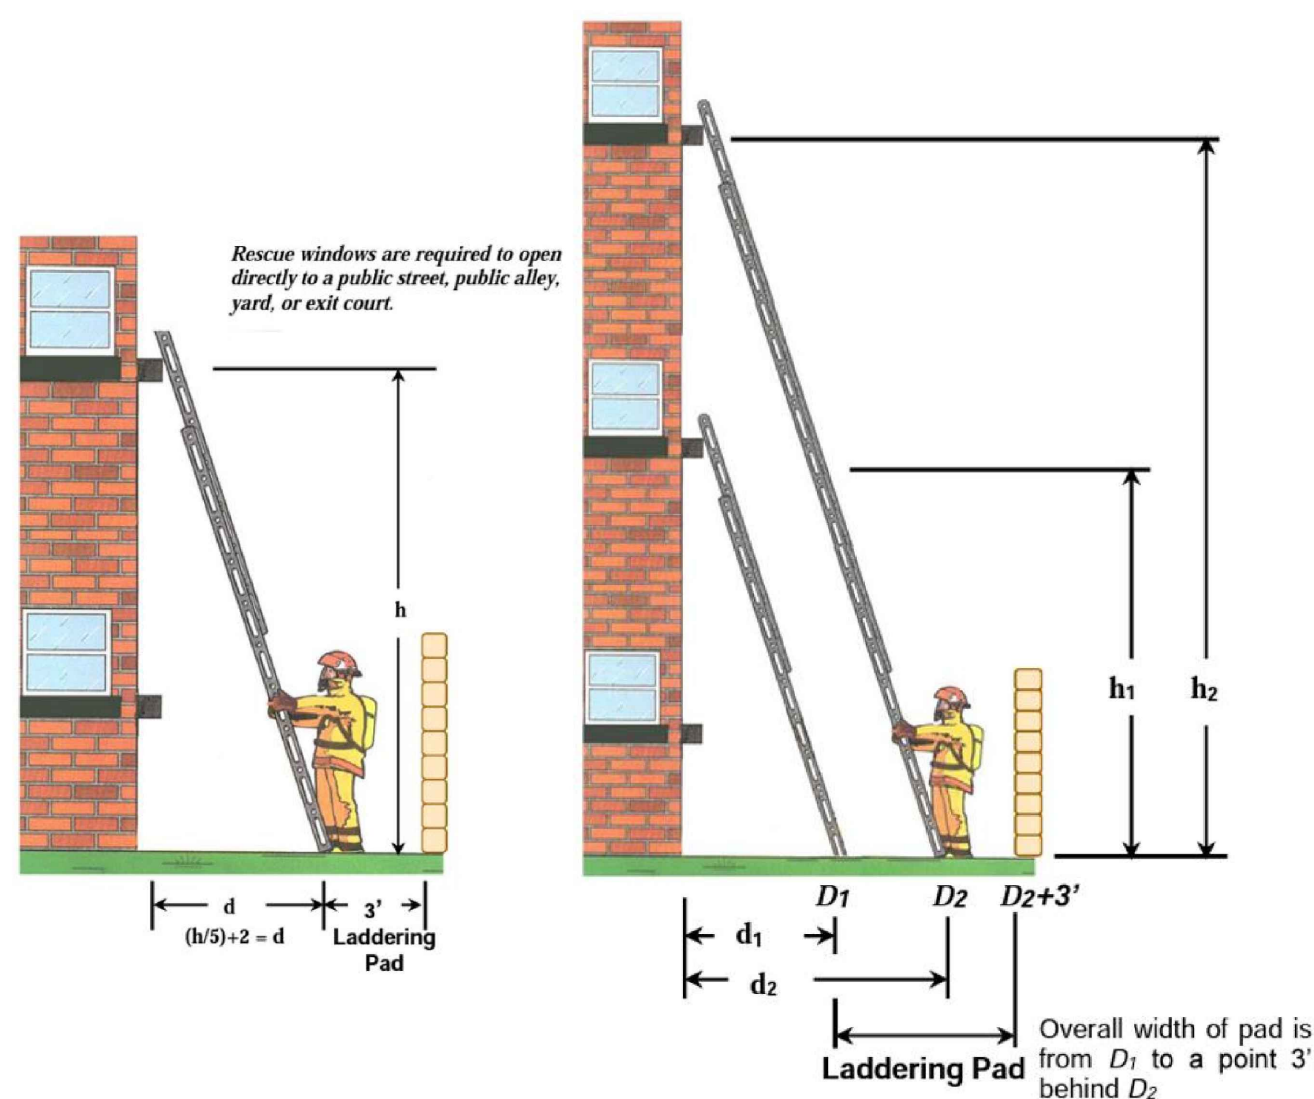 Rescue windows are required to open
directly to a public street, public alley,
yard, or exit court.
h
d
3'
(h/5)+2 = d
Laddering
Pad
h1
h2
D1
D2
D2+3'
d1
d2
Laddering Pad
Overall width of pad is
from D1 to a point 3'
behind D2